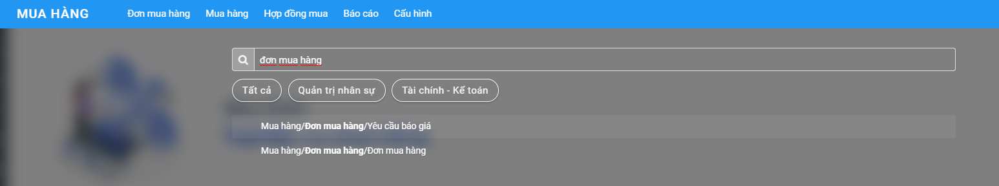 MUA HÀNG Đơn mua hàng Mua hàng Hợp đồng mua Báo cáo Cấu hình
đơn mua hàng
Tất cả Quản trị nhân sự Tài chính - Kế toán
Mua hàng/Đơn mua hàng/Yêu cầu báo giá
Mua hàng/Đơn mua hàng/Đơn mua hàng